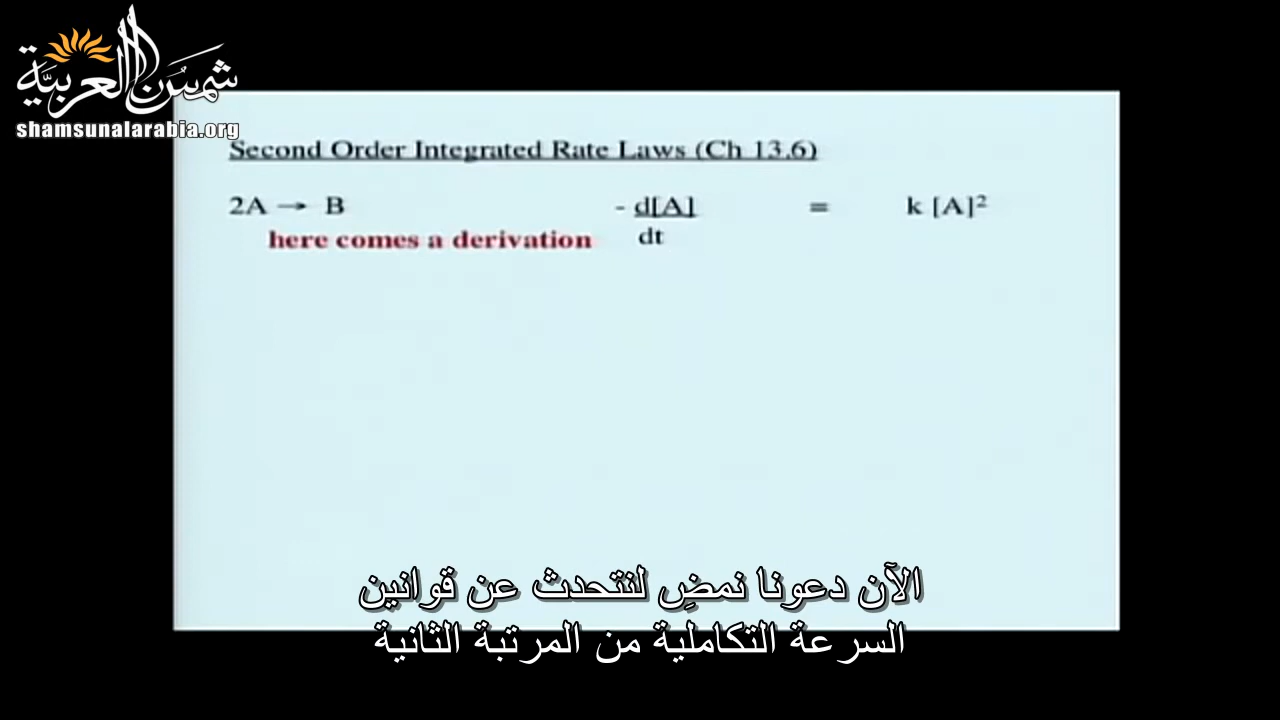 شمس العربية
shamsunalarabia.org
Second Order Integrated Rate Laws (Ch 13.6)
2A → B - d[A] = k [A]²
here comes a derivation dt
الآن دعونا نمضِ لنتحدث عن قوانين
السرعة التكاملية من المرتبة الثانية